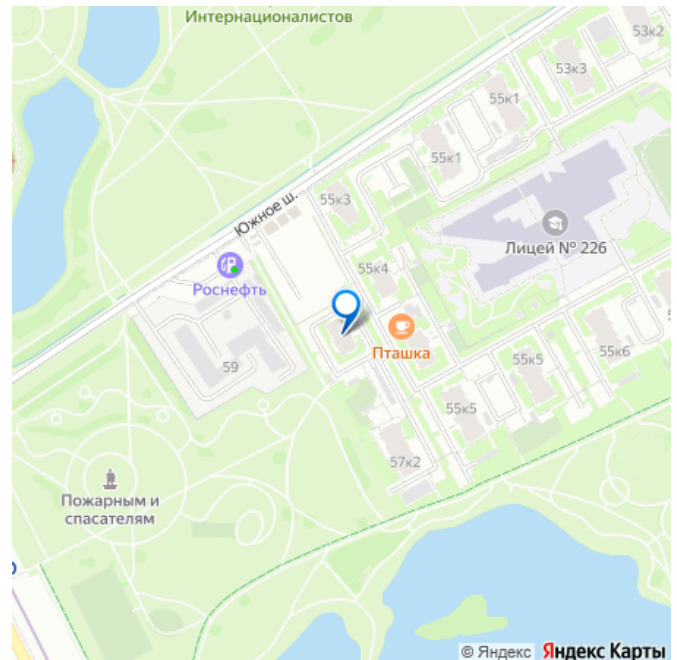 Интернационалистов
53к2
53к3
55к1
55к1
Южное ш.
55к3
Лицей № 226
55к4
Роснефть
Пташка
59
55к5
55к6
55к5
57к2
Пожарным и
спасателям
© Яндекс Яндекс Карты